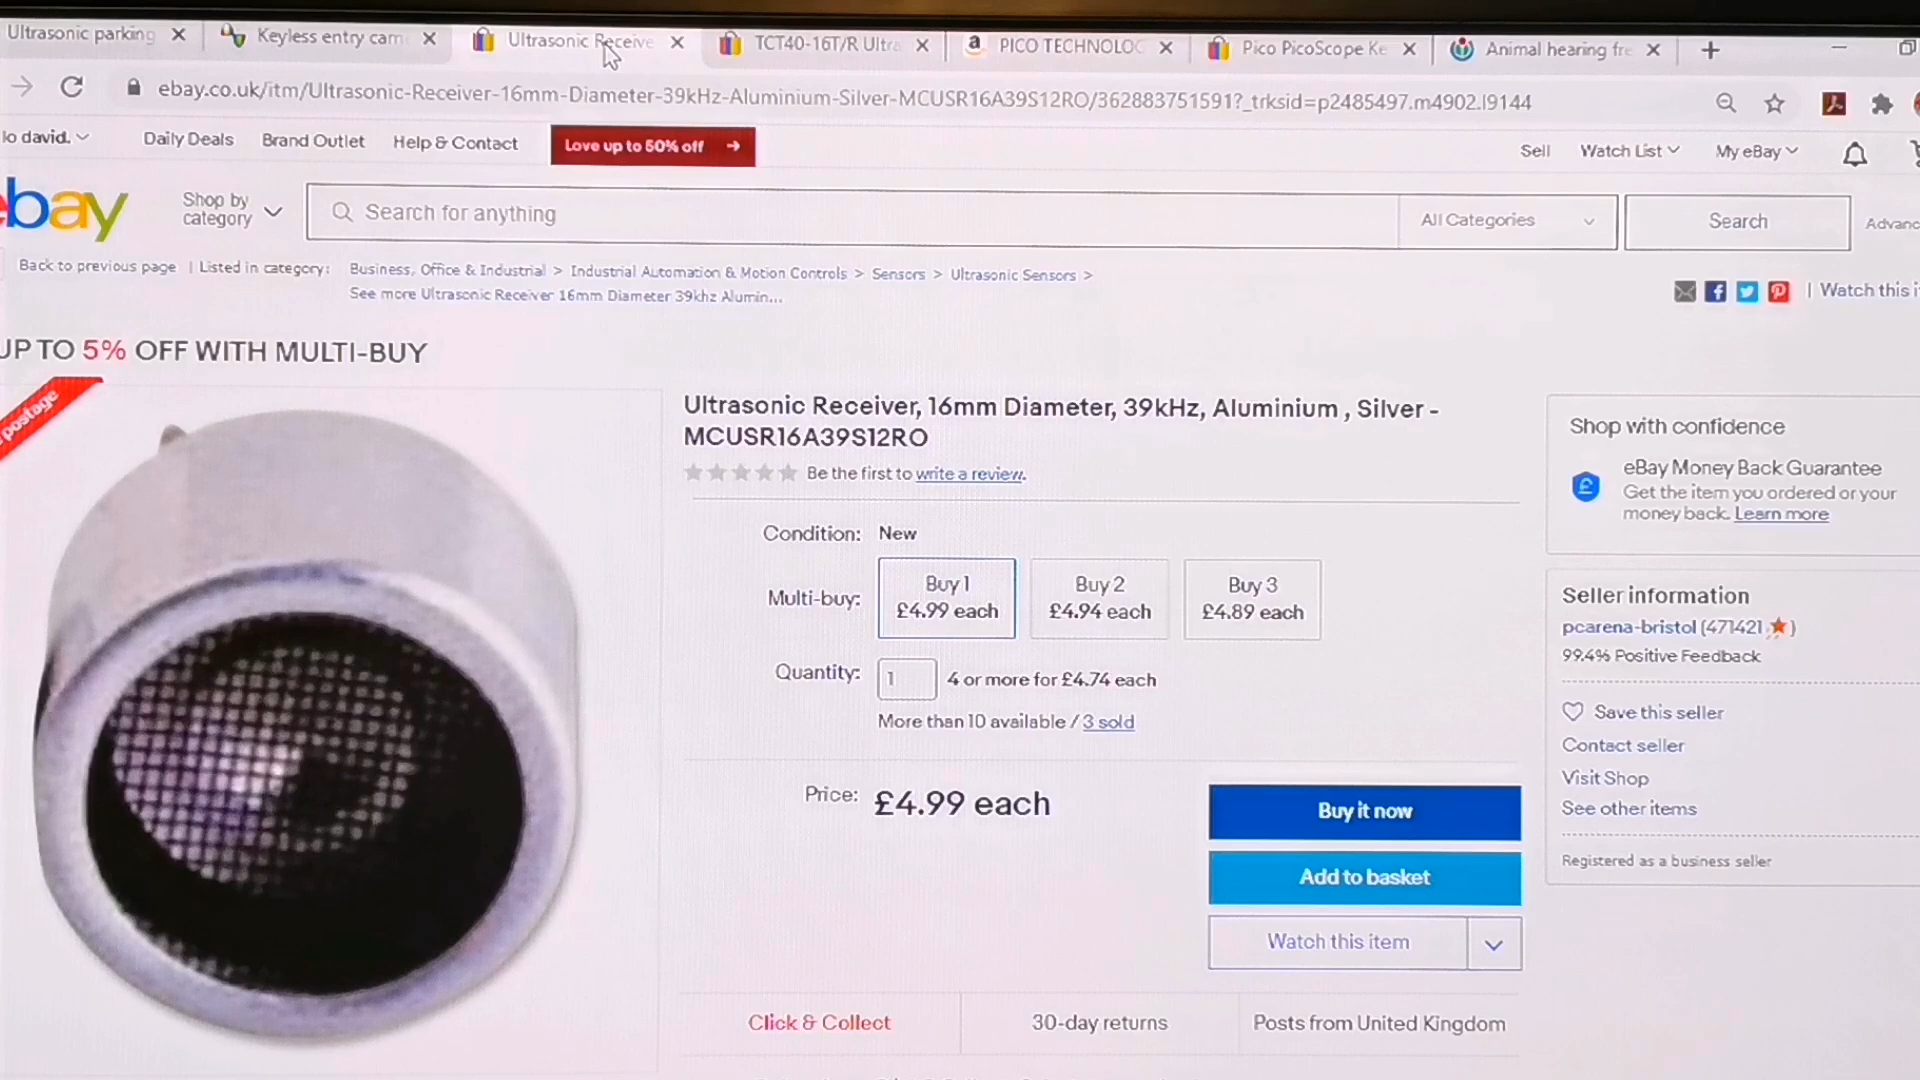 Ultrasonic parking
Keyless entry cam
Ultrasonic Receive
TCT40-16T/R Ultra
PICO TECHNOLOG
Pico PicoScope Ke
Animal hearing fre
ebay.co.uk/itm/Ultrasonic-Receiver-16mm-Diameter-39kHz-Aluminium-Silver-MCUSR16A39S12RO/362883751591?_trksid=p2485497.m4902.l9144
lo david.
Daily Deals
Brand Outlet
Help & Contact
Love up to 50% off
Sell
Watch List
My eBay
ebay
Shop by
category
Search for anything
All Categories
Search
Advanc
Back to previous page | Listed in category:
Business, Office & Industrial > Industrial Automation & Motion Controls > Sensors > Ultrasonic Sensors >
See more Ultrasonic Receiver 16mm Diameter 39khz Alumin...
| Watch this i
UP TO 5% OFF WITH MULTI-BUY
postage
Ultrasonic Receiver, 16mm Diameter, 39kHz, Aluminium , Silver -
MCUSR16A39S12RO
Be the first to write a review.
Condition: New
Multi-buy:
Buy 1
£4.99 each
Buy 2
£4.94 each
Buy 3
£4.89 each
Quantity: 1
4 or more for £4.74 each
More than 10 available / 3 sold
Price: £4.99 each
Buy it now
Add to basket
Watch this item
Click & Collect
30-day returns
Posts from United Kingdom
Shop with confidence
eBay Money Back Guarantee
Get the item you ordered or your
money back. Learn more
Seller information
pcarena-bristol (471421 )
99.4% Positive Feedback
Save this seller
Contact seller
Visit Shop
See other items
Registered as a business seller